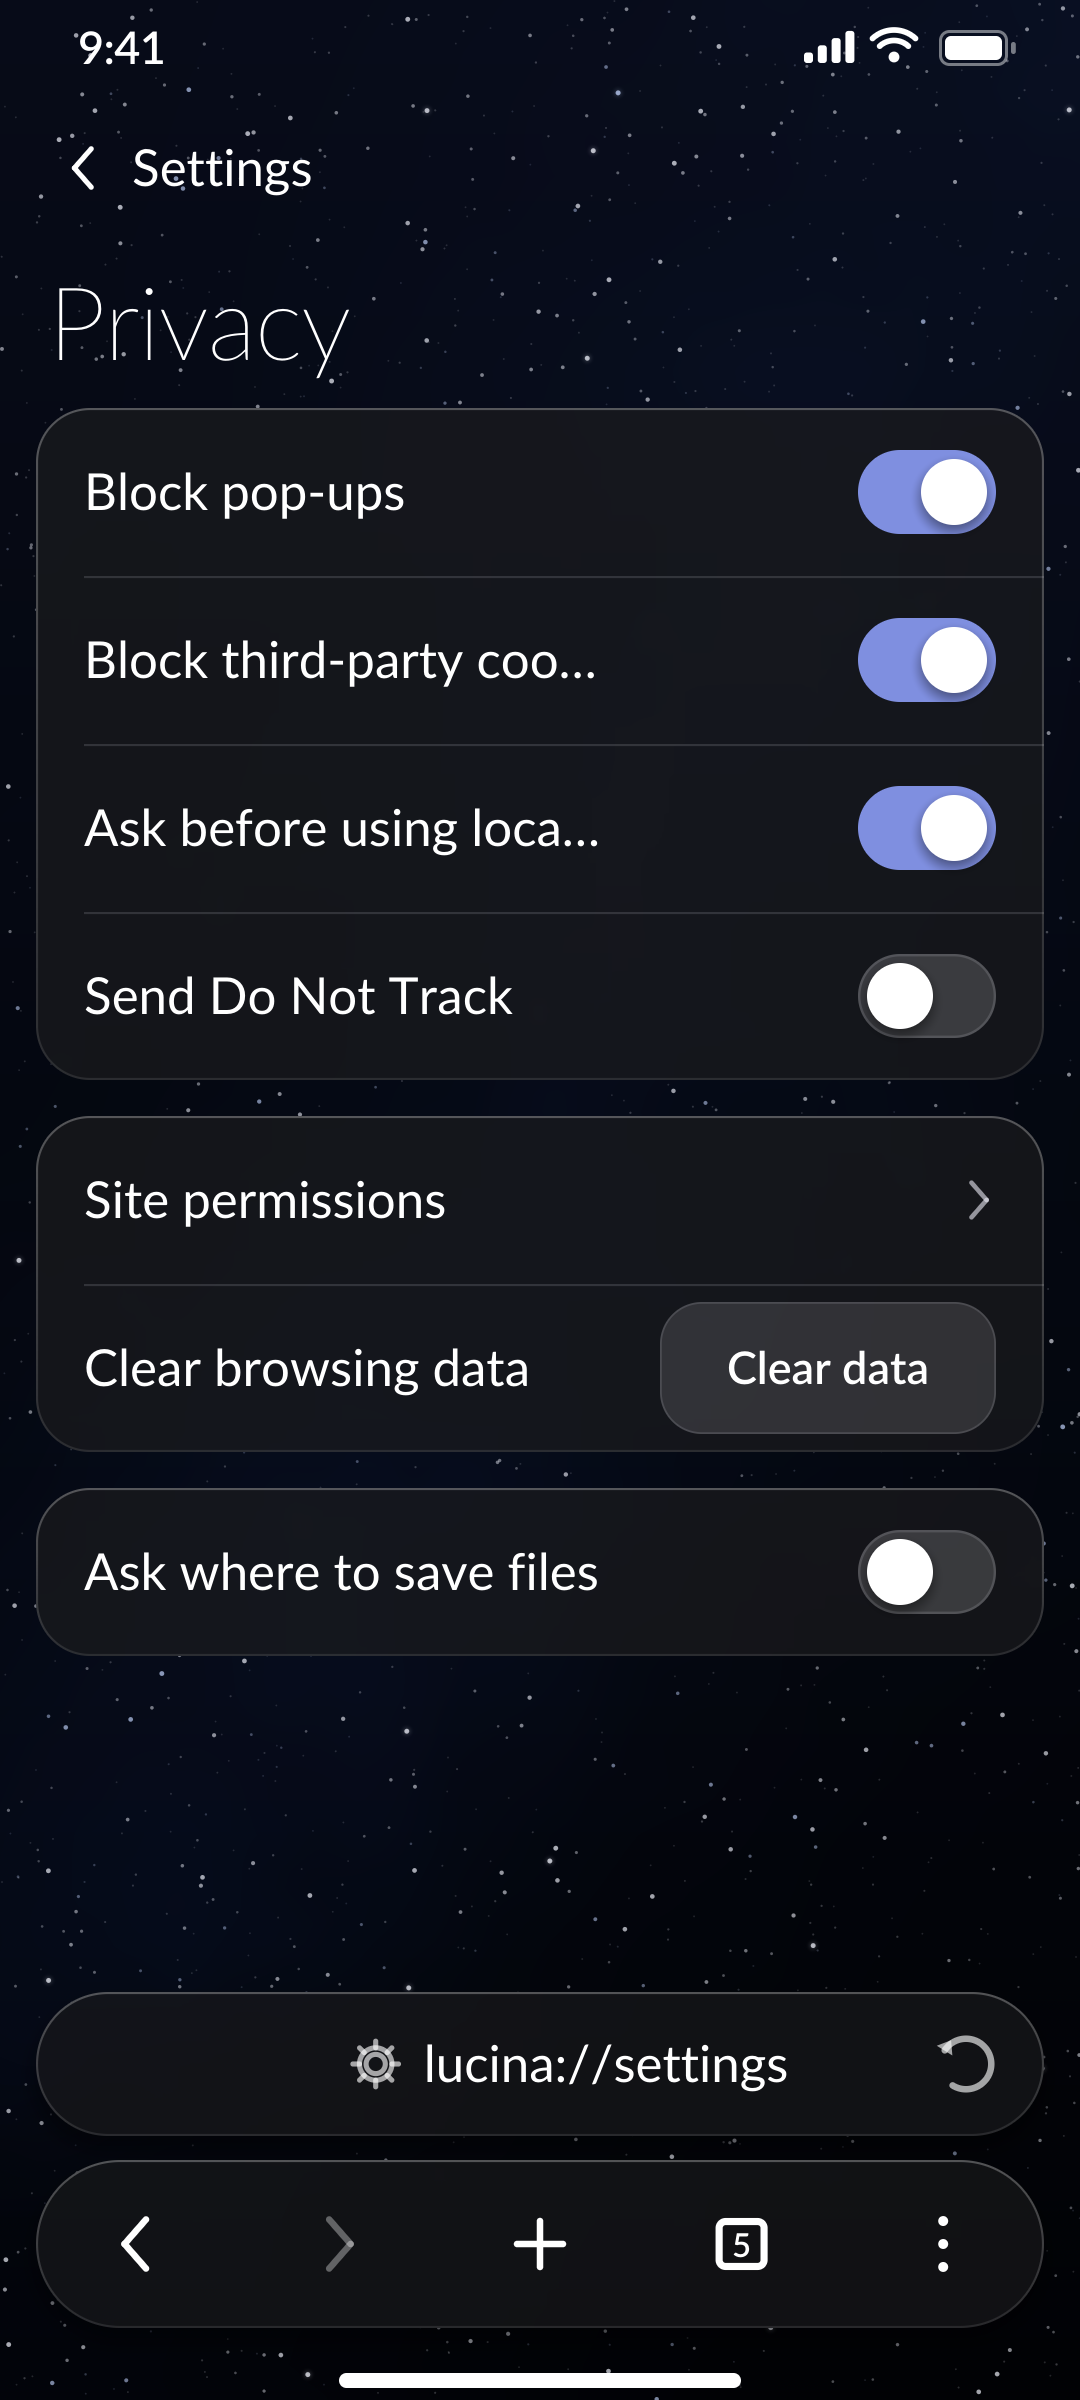 9:41
Settings
Privacy
Block pop-ups
Block third-party coo...
Ask before using loca...
Send Do Not Track
Site permissions
Clear browsing data
Clear data
Ask where to save files
lucina://settings
5